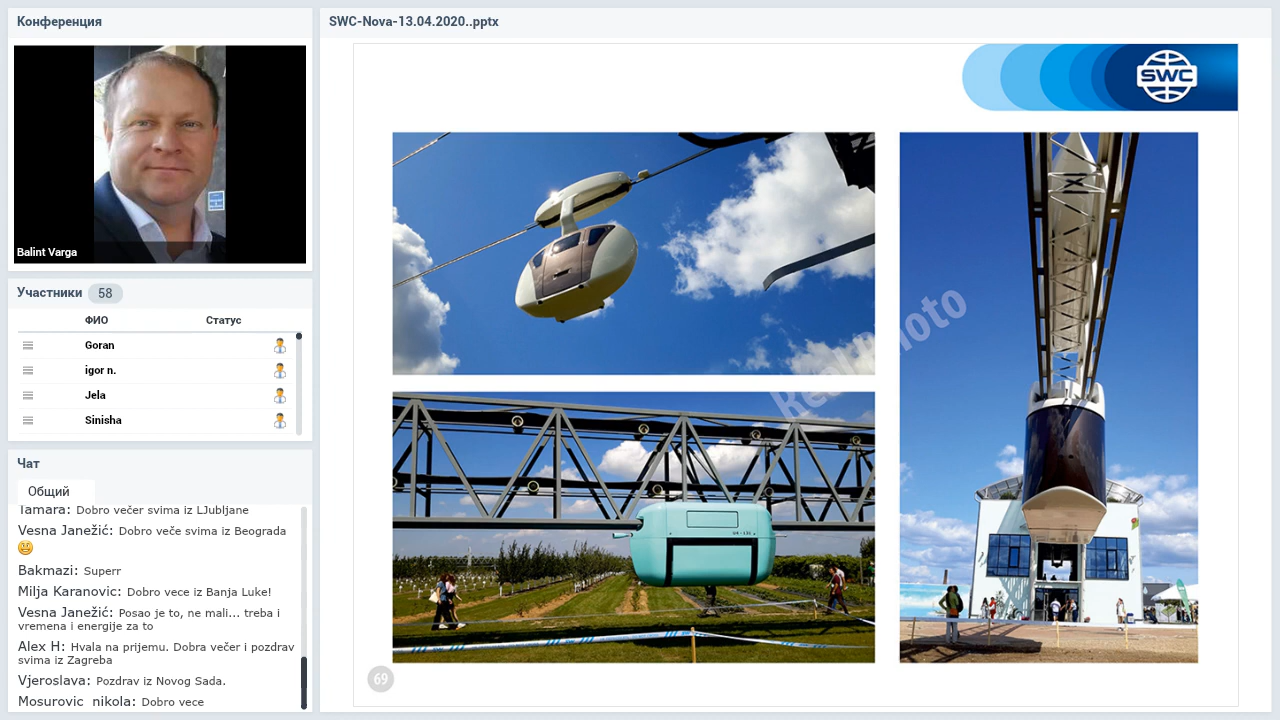 Конференция
Balint Varga
Участники 58
ФИО Статус
Goran
igor n.
Jela
Sinisha
Чат
Общий
Tamara: Dobro večer svima iz LJubljane
Vesna Janežić: Dobro veče svima iz Beograda
Bakmazi: Superr
Milja Karanovic: Dobro vece iz Banja Luke!
Vesna Janežić: Posao je to, ne mali... treba i
vremena i energije za to
Alex H: Hvala na prijemu. Dobra večer i pozdrav
svima iz Zagreba
Vjeroslava: Pozdrav iz Novog Sada.
Mosurovic nikola: Dobro vece
SWC-Nova-13.04.2020..pptx
SWC
Real photo
69